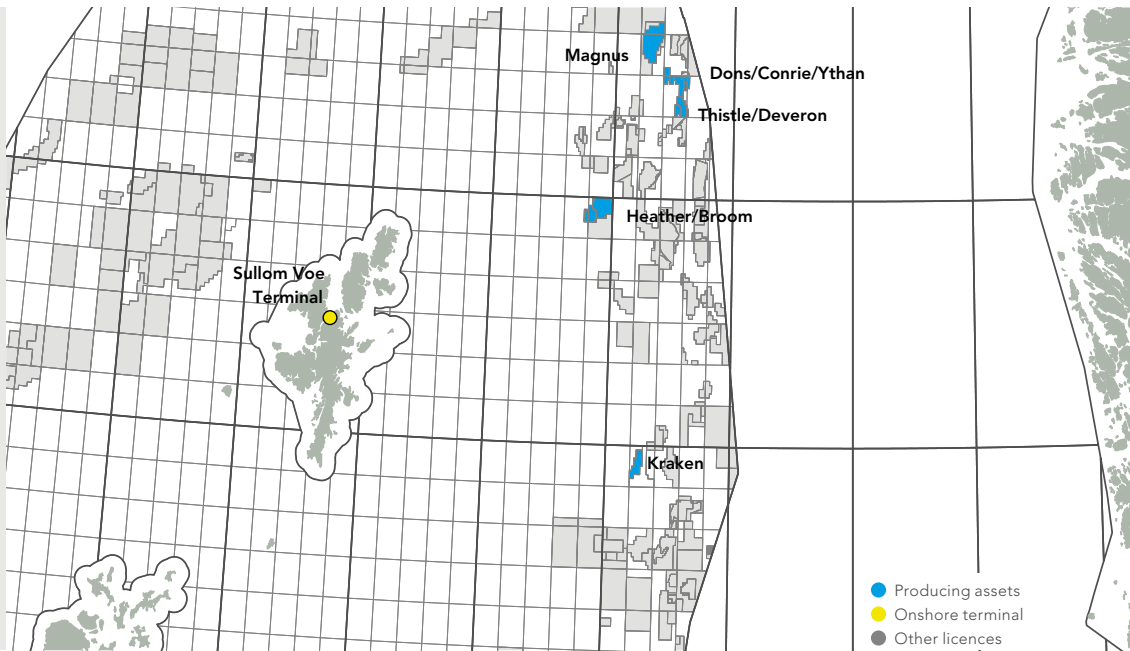 Magnus
Dons/Conrie/Ythan
Thistle/Deveron
Heather/Broom
Sullom Voe
Terminal
Kraken
Producing assets
Onshore terminal
Other licences